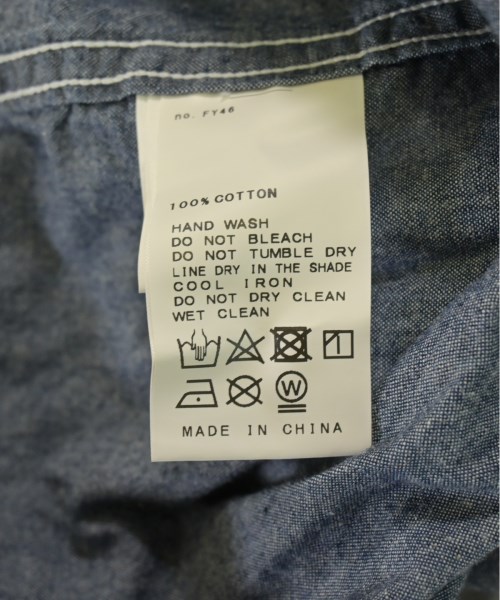 no. FY46
100% COTTON
HAND WASH
DO NOT BLEACH
DO NOT TUMBLE DRY
LINE DRY IN THE SHADE
COOL IRON
DO NOT DRY CLEAN
WET CLEAN
W
MADE IN CHINA